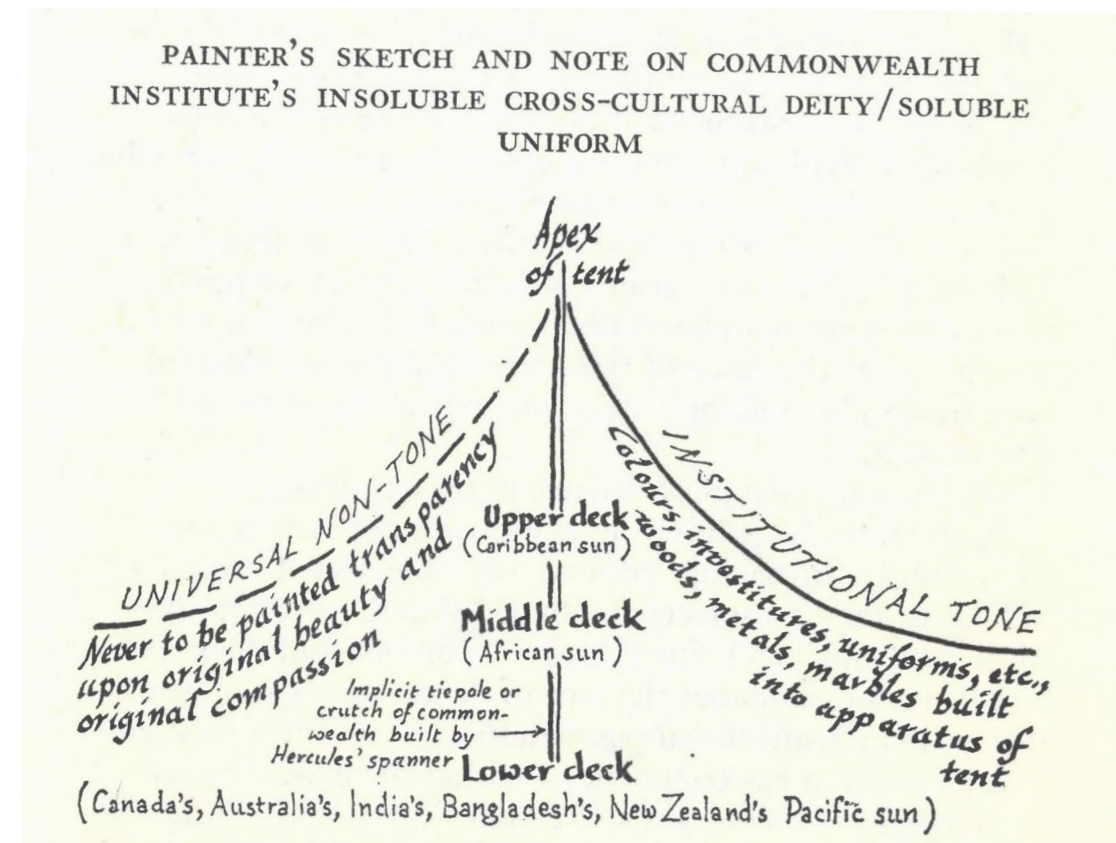 PAINTER'S SKETCH AND NOTE ON COMMONWEALTH
INSTITUTE'S INSOLUBLE CROSS-CULTURAL DEITY/SOLUBLE
UNIFORM
Apex
of tent
UNIVERSAL NON-TONE
Never to be painted transparency
upon original beauty and
original compassion
INSTITUTIONAL TONE
Colours, investitures, uniforms, etc.,
woods, metals, marbles built
into apparatus of
tent
Upper deck
(Caribbean sun)
Middle deck
(African sun)
Implicit tiepole or
crutch of common-
wealth built by
Hercules' spanner
Lower deck
(Canada's, Australia's, India's, Bangladesh's, New Zealand's Pacific sun)